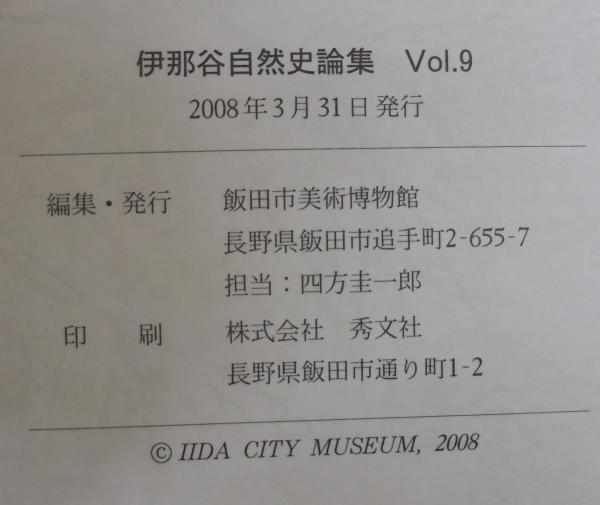 伊那谷自然史論集　Vol.9
2008年3月31日発行
編集・発行　飯田市美術博物館
長野県飯田市追手町2-655-7
担当：四方圭一郎
印　刷　株式会社　秀文社
長野県飯田市通り町1-2
© IIDA CITY MUSEUM, 2008